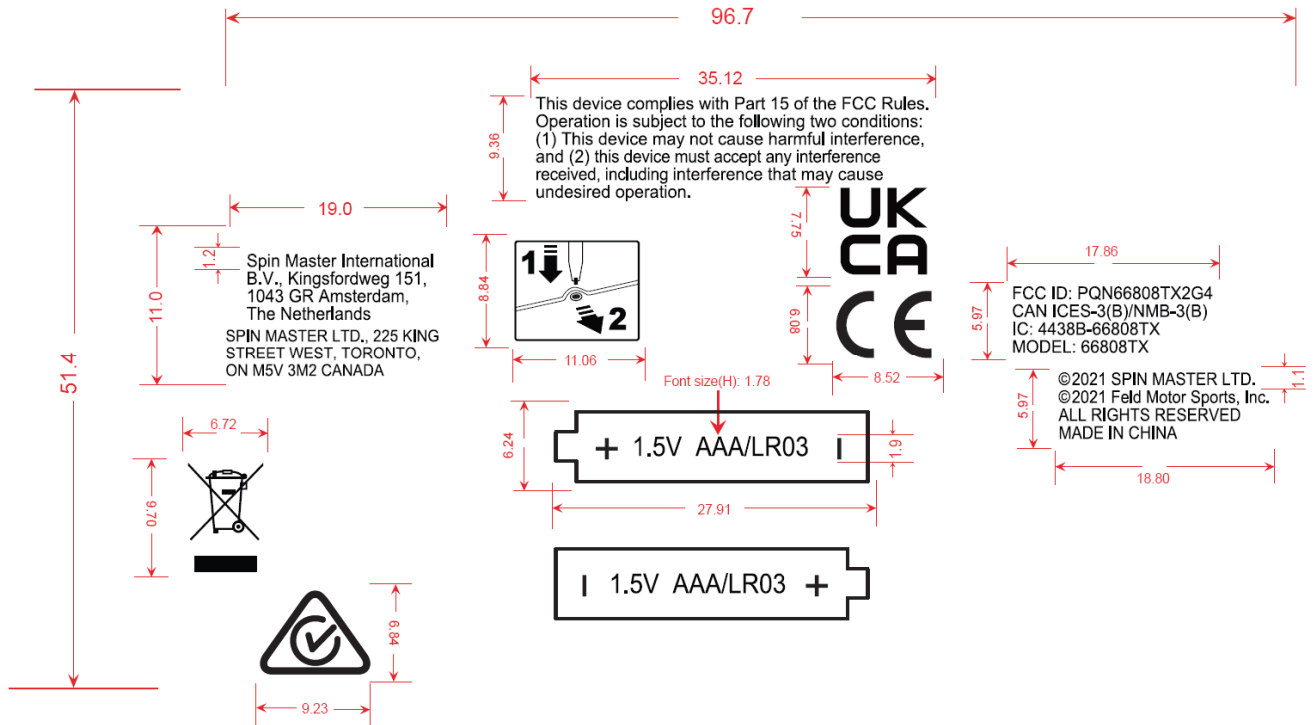 96.7
35.12
This device complies with Part 15 of the FCC Rules.
Operation is subject to the following two conditions:
(1) This device may not cause harmful interference,
and (2) this device must accept any interference
received, including interference that may cause
undesired operation.
9.36
51.4
19.0
11.0
1.2
Spin Master International
B.V., Kingsfordweg 151,
1043 GR Amsterdam,
The Netherlands
SPIN MASTER LTD., 225 KING
STREET WEST, TORONTO,
ON M5V 3M2 CANADA
8.84
1
2
11.06
7.75
UK
CA
6.08
CE
8.52
17.86
5.97
FCC ID: PQN66808TX2G4
CAN ICES-3(B)/NMB-3(B)
IC: 4438B-66808TX
MODEL: 66808TX
5.97
©2021 SPIN MASTER LTD.
©2021 Feld Motor Sports, Inc.
ALL RIGHTS RESERVED
MADE IN CHINA
1.1
18.80
Font size(H): 1.78
6.24
+ 1.5V AAA/LR03 –
1.9
27.91
– 1.5V AAA/LR03 +
6.72
9.70
6.84
9.23